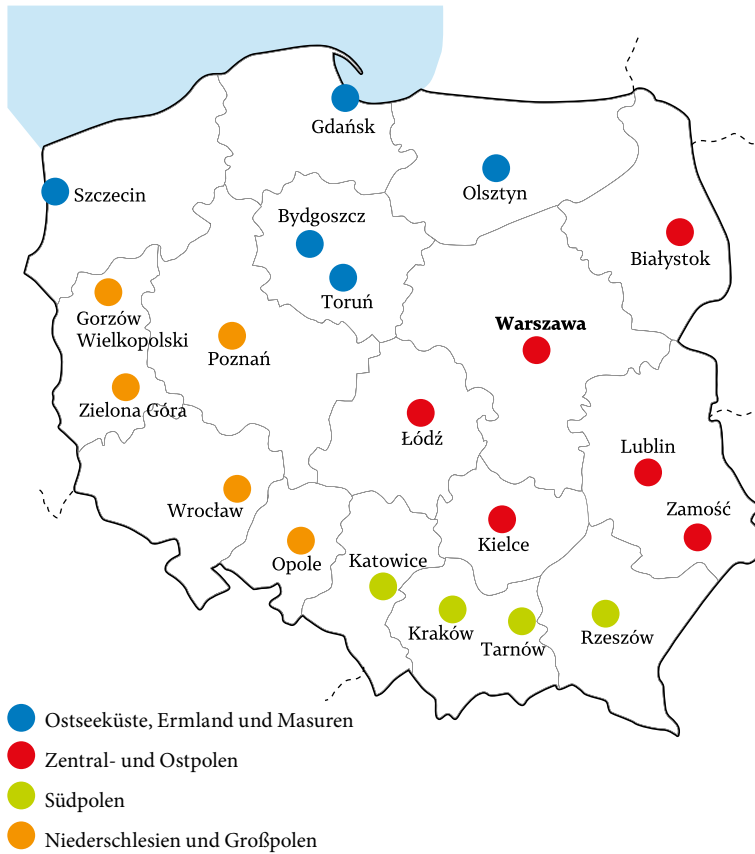 Gdańsk
Szczecin
Olsztyn
Bydgoszcz
Białystok
Toruń
Gorzów
Wielkopolski
Warszawa
Poznań
Zielona Góra
Łódź
Lublin
Wrocław
Zamość
Kielce
Opole
Katowice
Kraków
Tarnów
Rzeszów
Ostseeküste, Ermland und Masuren
Zentral- und Ostpolen
Südpolen
Niederschlesien und Großpolen